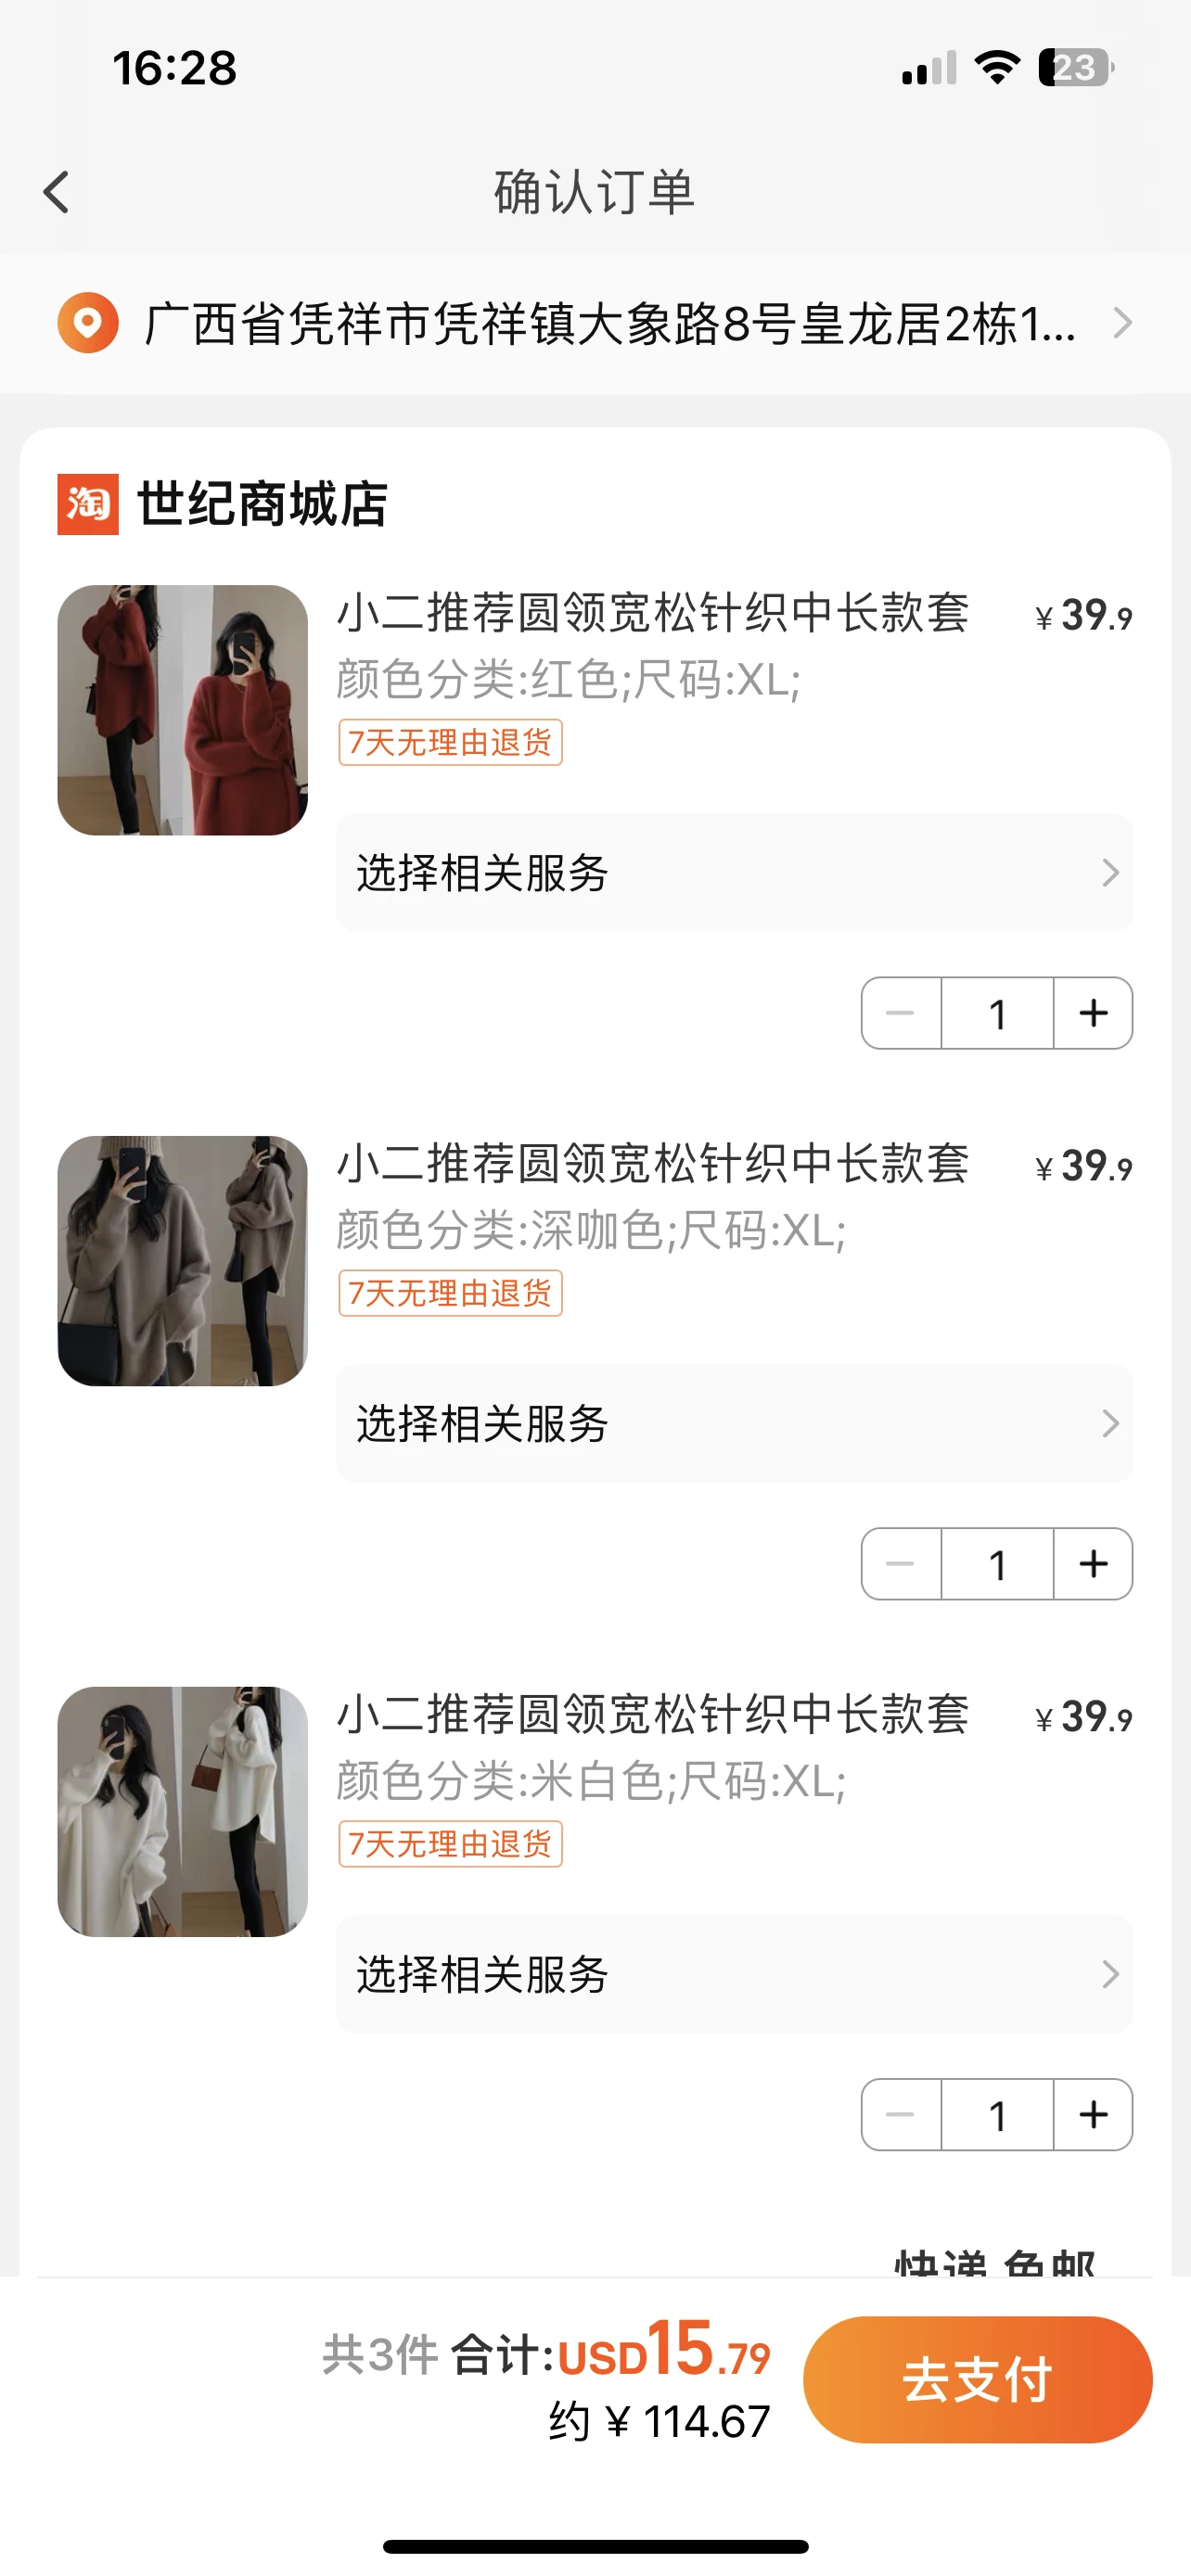 16:28
23
确认订单
广西省凭祥市凭祥镇大象路8号皇龙居2栋1...
淘 世纪商城店
小二推荐圆领宽松针织中长款套 ¥39.9
颜色分类:红色;尺码:XL;
7天无理由退货
选择相关服务
1
小二推荐圆领宽松针织中长款套 ¥39.9
颜色分类:深咖色;尺码:XL;
7天无理由退货
选择相关服务
1
小二推荐圆领宽松针织中长款套 ¥39.9
颜色分类:米白色;尺码:XL;
7天无理由退货
选择相关服务
1
快递 免邮
共3件 合计:USD15.79
约 ¥ 114.67
去支付